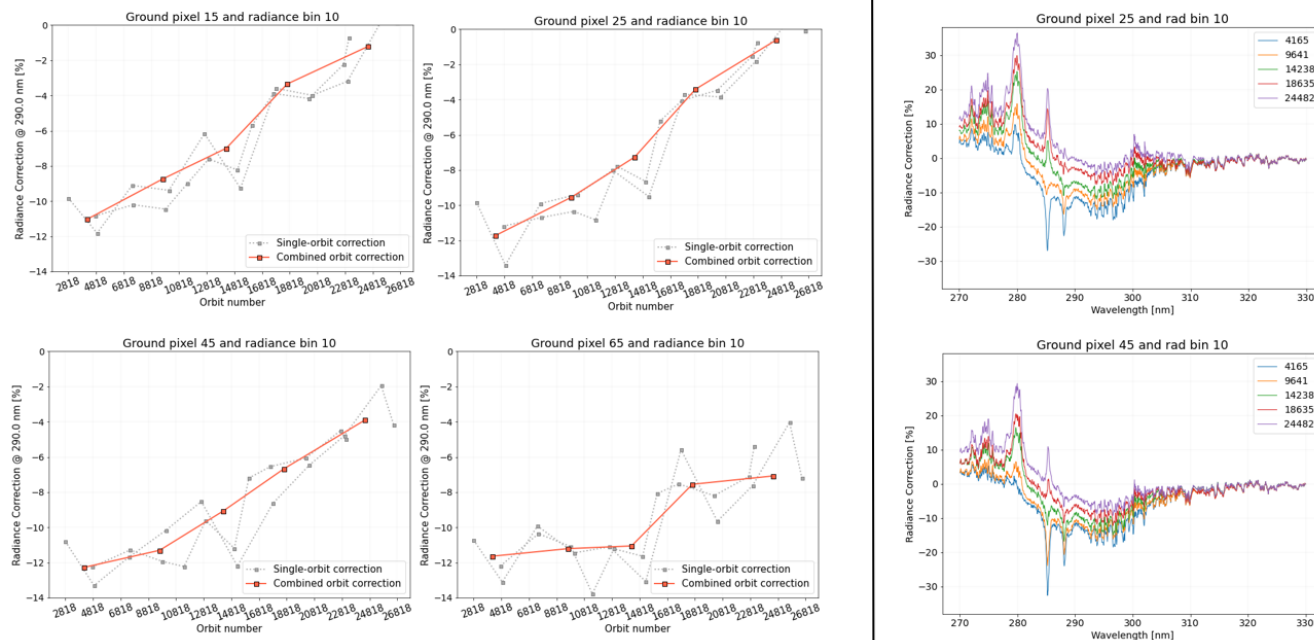 Ground pixel 15 and radiance bin 10
Radiance Correction @ 290.0 nm [%]
0
−2
−4
−6
−8
−10
−12
−14
Single-orbit correction
Combined orbit correction
2818 4818 6818 8818 10818 12818 14818 16818 18818 20818 22818 24818 26818
Orbit number
Ground pixel 25 and radiance bin 10
Radiance Correction @ 290.0 nm [%]
0
−2
−4
−6
−8
−10
−12
−14
Single-orbit correction
Combined orbit correction
2818 4818 6818 8818 10818 12818 14818 16818 18818 20818 22818 24818 26818
Orbit number
Ground pixel 25 and rad bin 10
Radiance Correction [%]
30
20
10
0
−10
−20
−30
4165
9641
14238
18635
24482
270 280 290 300 310 320 330
Wavelength [nm]
Ground pixel 45 and radiance bin 10
Radiance Correction @ 290.0 nm [%]
0
−2
−4
−6
−8
−10
−12
−14
Single-orbit correction
Combined orbit correction
2818 4818 6818 8818 10818 12818 14818 16818 18818 20818 22818 24818 26818
Orbit number
Ground pixel 65 and radiance bin 10
Radiance Correction @ 290.0 nm [%]
0
−2
−4
−6
−8
−10
−12
−14
Single-orbit correction
Combined orbit correction
2818 4818 6818 8818 10818 12818 14818 16818 18818 20818 22818 24818 26818
Orbit number
Ground pixel 45 and rad bin 10
Radiance Correction [%]
30
20
10
0
−10
−20
−30
4165
9641
14238
18635
24482
270 280 290 300 310 320 330
Wavelength [nm]